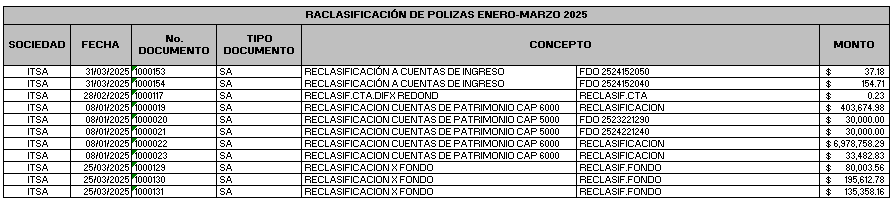 RACLASIFICACIÓN DE POLIZAS ENERO-MARZO 2025
SOCIEDAD FECHA No. DOCUMENTO TIPO DOCUMENTO CONCEPTO MONTO
ITSA 31/03/2025 1000153 SA RECLASIFICACIÓN A CUENTAS DE INGRESO FDO 2524152050 $ 37.18
ITSA 31/03/2025 1000154 SA RECLASIFICACIÓN A CUENTAS DE INGRESO FDO 2524152040 $ 154.71
ITSA 28/02/2025 1000117 SA RECLASIF.CTA.DIFX REDOND RECLASIF.CTA $ 0.23
ITSA 08/01/2025 1000019 SA RECLASIFICACION CUENTAS DE PATRIMONIO CAP 6000 RECLASIFICACION $ 403,674.98
ITSA 08/01/2025 1000020 SA RECLASIFICACION CUENTAS DE PATRIMONIO CAP 5000 FDO 2523221290 $ 30,000.00
ITSA 08/01/2025 1000021 SA RECLASIFICACION CUENTAS DE PATRIMONIO CAP 5000 FDO 2524221240 $ 30,000.00
ITSA 08/01/2025 1000022 SA RECLASIFICACION CUENTAS DE PATRIMONIO CAP 6000 RECLASIFICACION $ 6,978,758.29
ITSA 08/01/2025 1000023 SA RECLASIFICACION CUENTAS DE PATRIMONIO CAP 6000 RECLASIFICACION $ 33,482.83
ITSA 25/03/2025 1000129 SA RECLASIFICACION X FONDO RECLASIF.FONDO $ 80,003.56
ITSA 25/03/2025 1000130 SA RECLASIFICACION X FONDO RECLASIF.FONDO $ 195,612.78
ITSA 25/03/2025 1000131 SA RECLASIFICACION X FONDO RECLASIF.FONDO $ 135,358.16